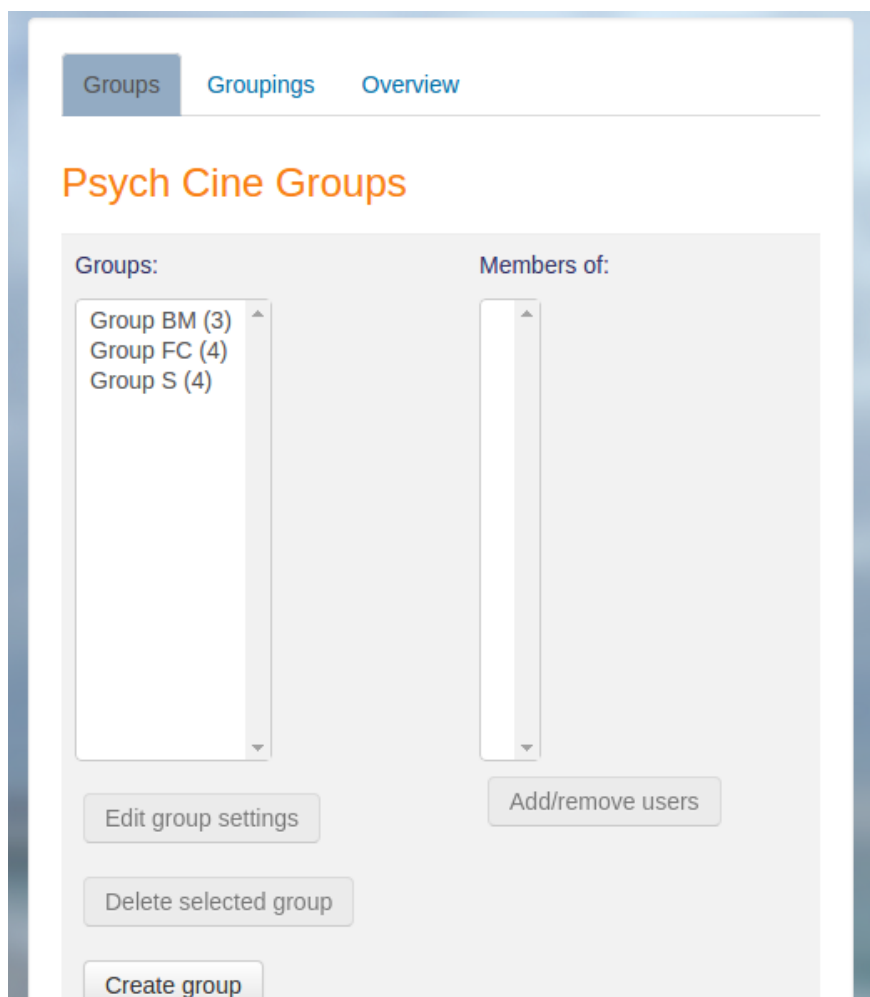 Groups Groupings Overview
Psych Cine Groups
Groups:
Group BM (3)
Group FC (4)
Group S (4)
Edit group settings
Delete selected group
Create group
Members of:
Add/remove users